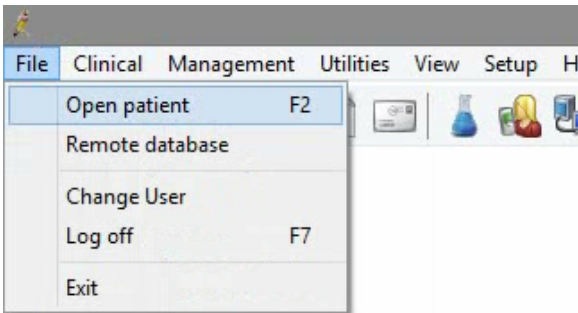 File Clinical Management Utilities View Setup H
Open patient F2
Remote database
Change User
Log off F7
Exit